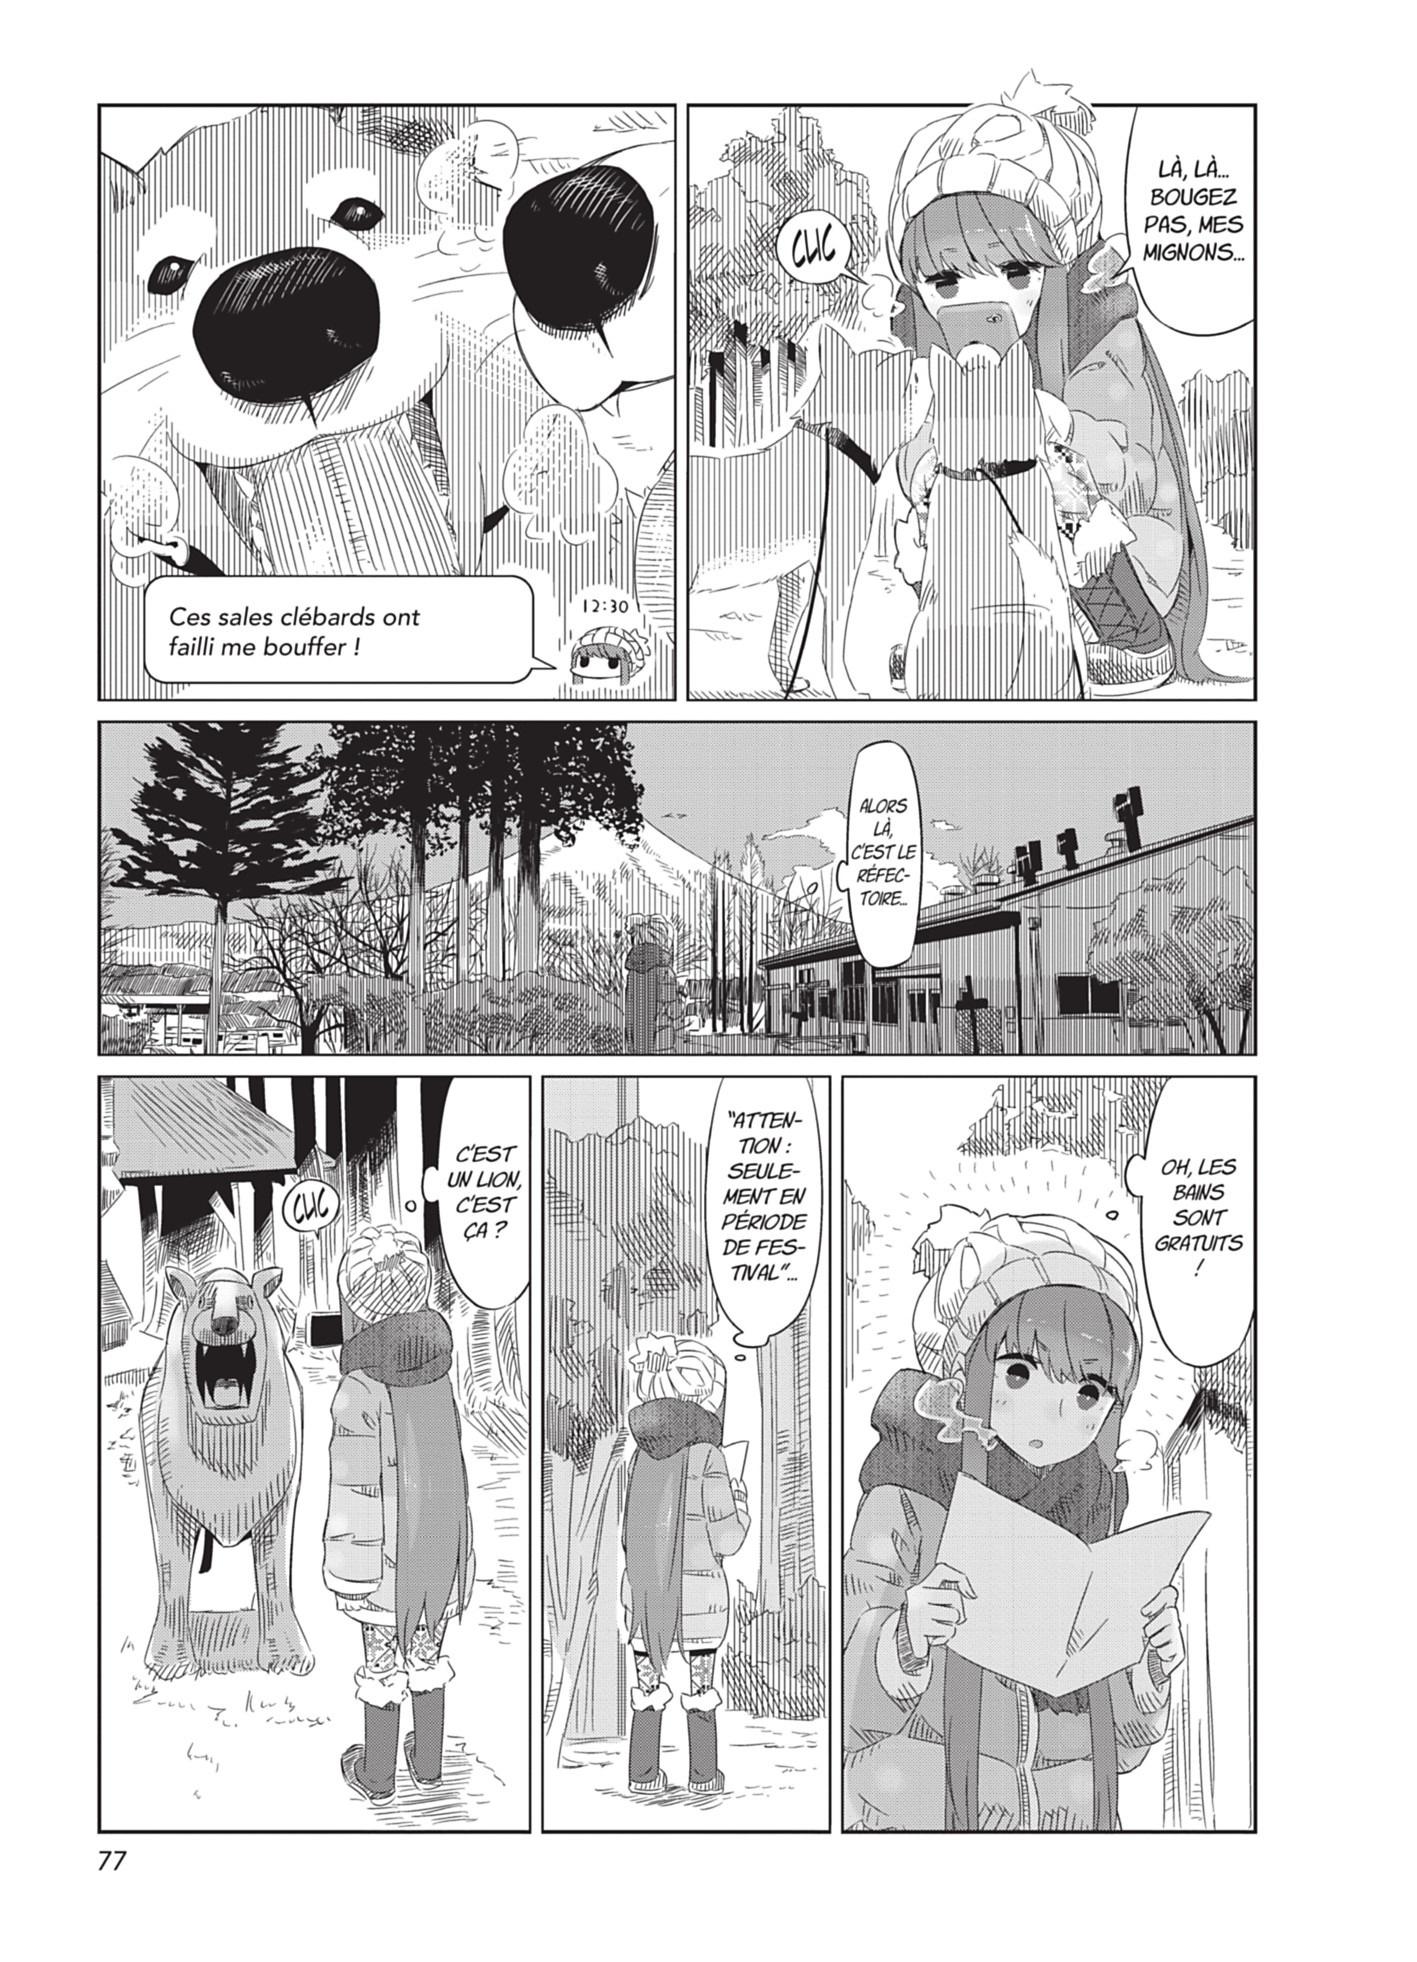 LÀ, LÀ...
BOUGEZ
PAS, MES
MIGNONS...
CLIC
Ces sales clébards ont
failli me bouffer !
12:30
ALORS
LÀ,
C'EST LE
RÉFEC-
TOIRE...
OH, LES
BAINS
SONT
GRATUITS
!
"ATTEN-
TION :
SEULE-
MENT EN
PÉRIODE
DE FES-
TIVAL"...
C'EST
UN LION,
C'EST
ÇA ?
CLIC
77